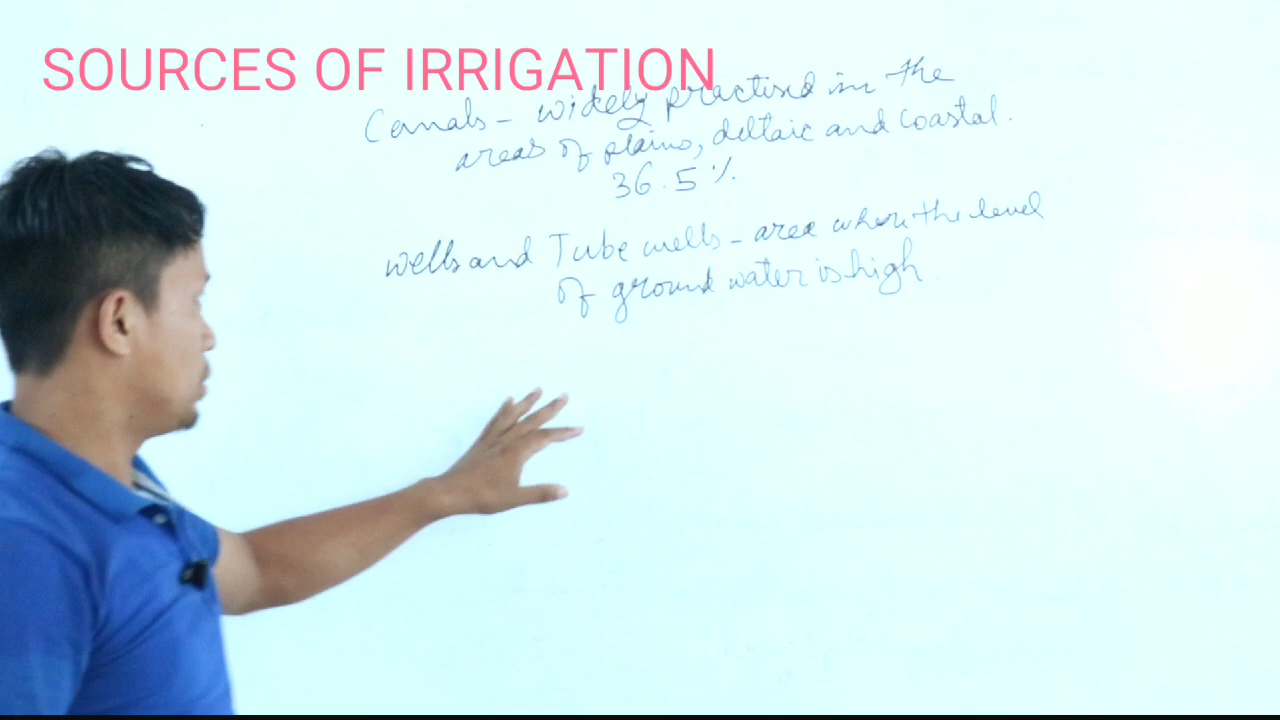 SOURCES OF IRRIGATION
Canals - widely practised in the
areas of plains, deltaic and coastal.
36.5%
wells and Tube wells - area where the level
of ground water is high